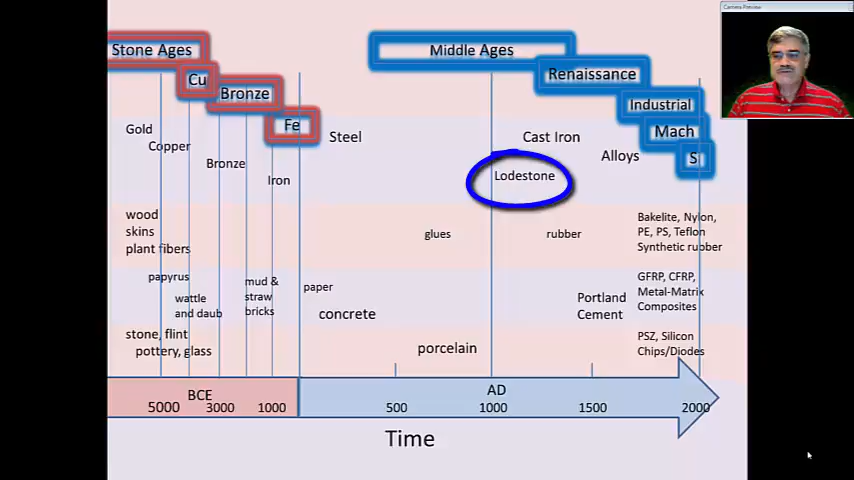 Camera Preview
Stone Ages
Middle Ages
Cu
Renaissance
Bronze
Industrial
Fe
Mach
Gold
Steel
Cast Iron
Copper
Alloys
S
Bronze
Lodestone
Iron
wood
skins
plant fibers
glues
rubber
Bakelite, Nylon,
PE, PS, Teflon
Synthetic rubber
papyrus
wattle
and daub
mud &
straw
bricks
paper
concrete
Portland
Cement
GFRP, CFRP,
Metal-Matrix
Composites
stone, flint
pottery, glass
porcelain
PSZ, Silicon
Chips/Diodes
BCE
AD
5000 3000 1000 500 1000 1500 2000
Time